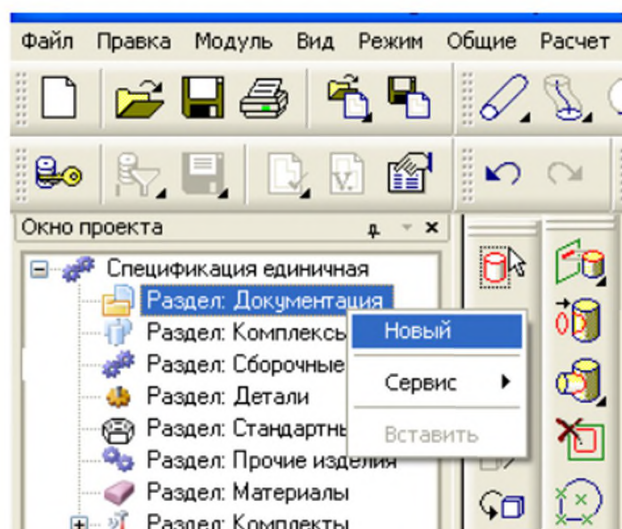 Файл Правка Модуль Вид Режим Общие Расчет
Окно проекта
Спецификация единичная
Раздел: Документация
Раздел: Комплексы
Новый
Раздел: Сборочные
Сервис
Раздел: Детали
Раздел: Стандартн
Вставить
Раздел: Прочие изделия
Раздел: Материалы
Раздел: Комплекты